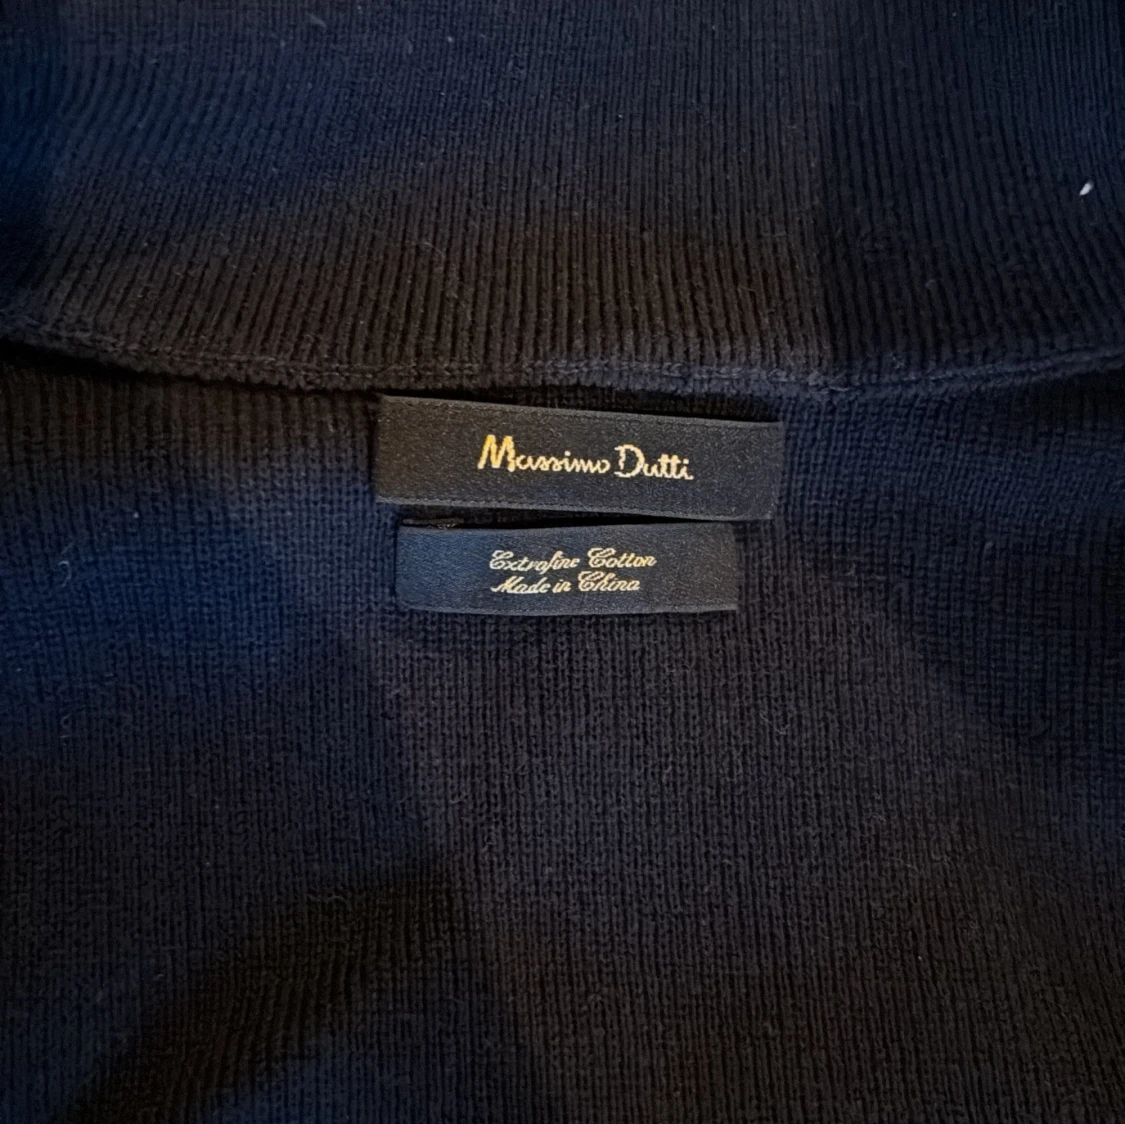 Massimo Dutti
Extrafine Cotton
Made in China